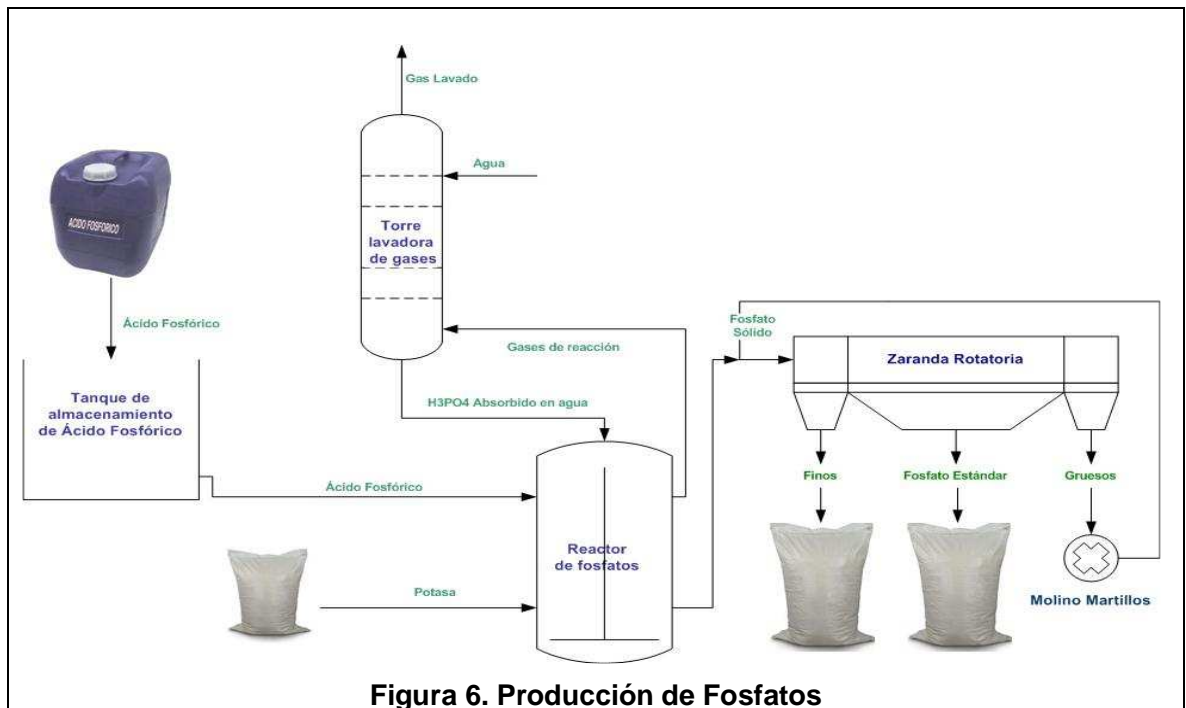 Gas Lavado
Agua
Torre
lavadora
de gases
ACIDO FOSFORICO
Ácido Fosfórico
Tanque de
almacenamiento
de Ácido Fosfórico
Gases de reacción
H3PO4 Absorbido en agua
Fosfato
Sólido
Zaranda Rotatoria
Finos
Fosfato Estándar
Gruesos
Ácido Fosfórico
Reactor
de fosfatos
Potasa
Molino Martillos
Figura 6. Producción de Fosfatos